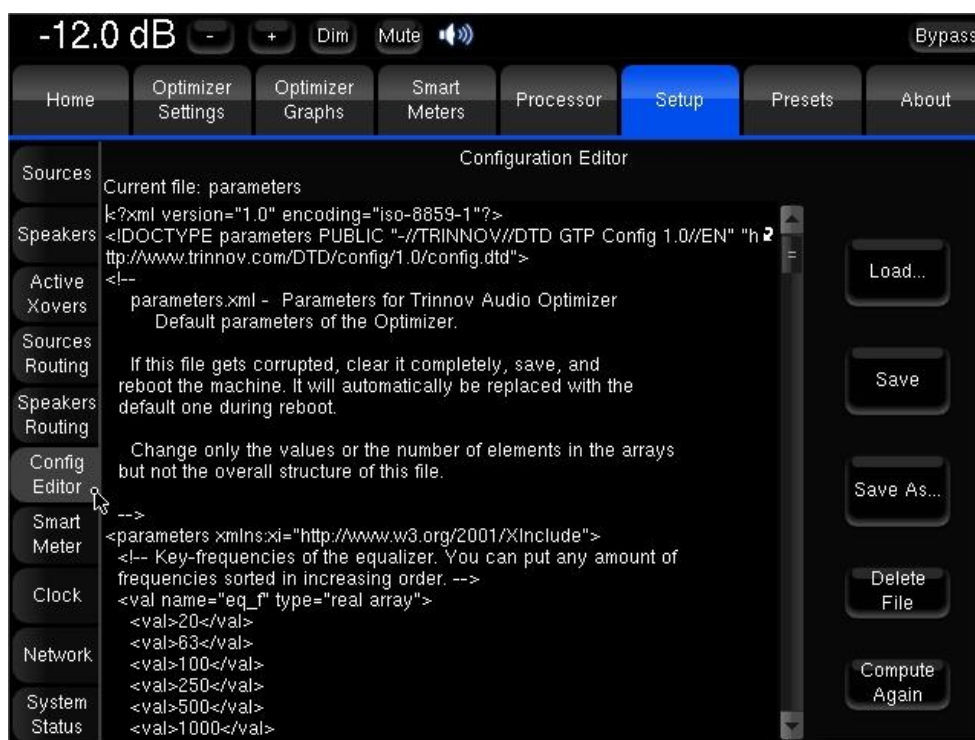 -12.0 dB - + Dim Mute Bypass
Home Optimizer Settings Optimizer Graphs Smart Meters Processor Setup Presets About
Sources
Speakers
Active
Xovers
Sources
Routing
Speakers
Routing
Config
Editor
Smart
Meter
Clock
Network
System
Status
Configuration Editor
Current file: parameters
<?xml version="1.0" encoding="iso-8859-1"?>
<!DOCTYPE parameters PUBLIC "-//TRINNOV//DTD GTP Config 1.0//EN" "h
ttp://www.trinnov.com/DTD/config/1.0/config.dtd">
<!--
parameters.xml - Parameters for Trinnov Audio Optimizer
Default parameters of the Optimizer.
If this file gets corrupted, clear it completely, save, and
reboot the machine. It will automatically be replaced with the
default one during reboot.
Change only the values or the number of elements in the arrays
but not the overall structure of this file.
-->
<parameters xmlns:xi="http://www.w3.org/2001/XInclude">
<!-- Key-frequencies of the equalizer. You can put any amount of
frequencies sorted in increasing order. -->
<val name="eq_f" type="real array">
<val>20</val>
<val>63</val>
<val>100</val>
<val>250</val>
<val>500</val>
<val>1000</val>
Load...
Save
Save As...
Delete
File
Compute
Again